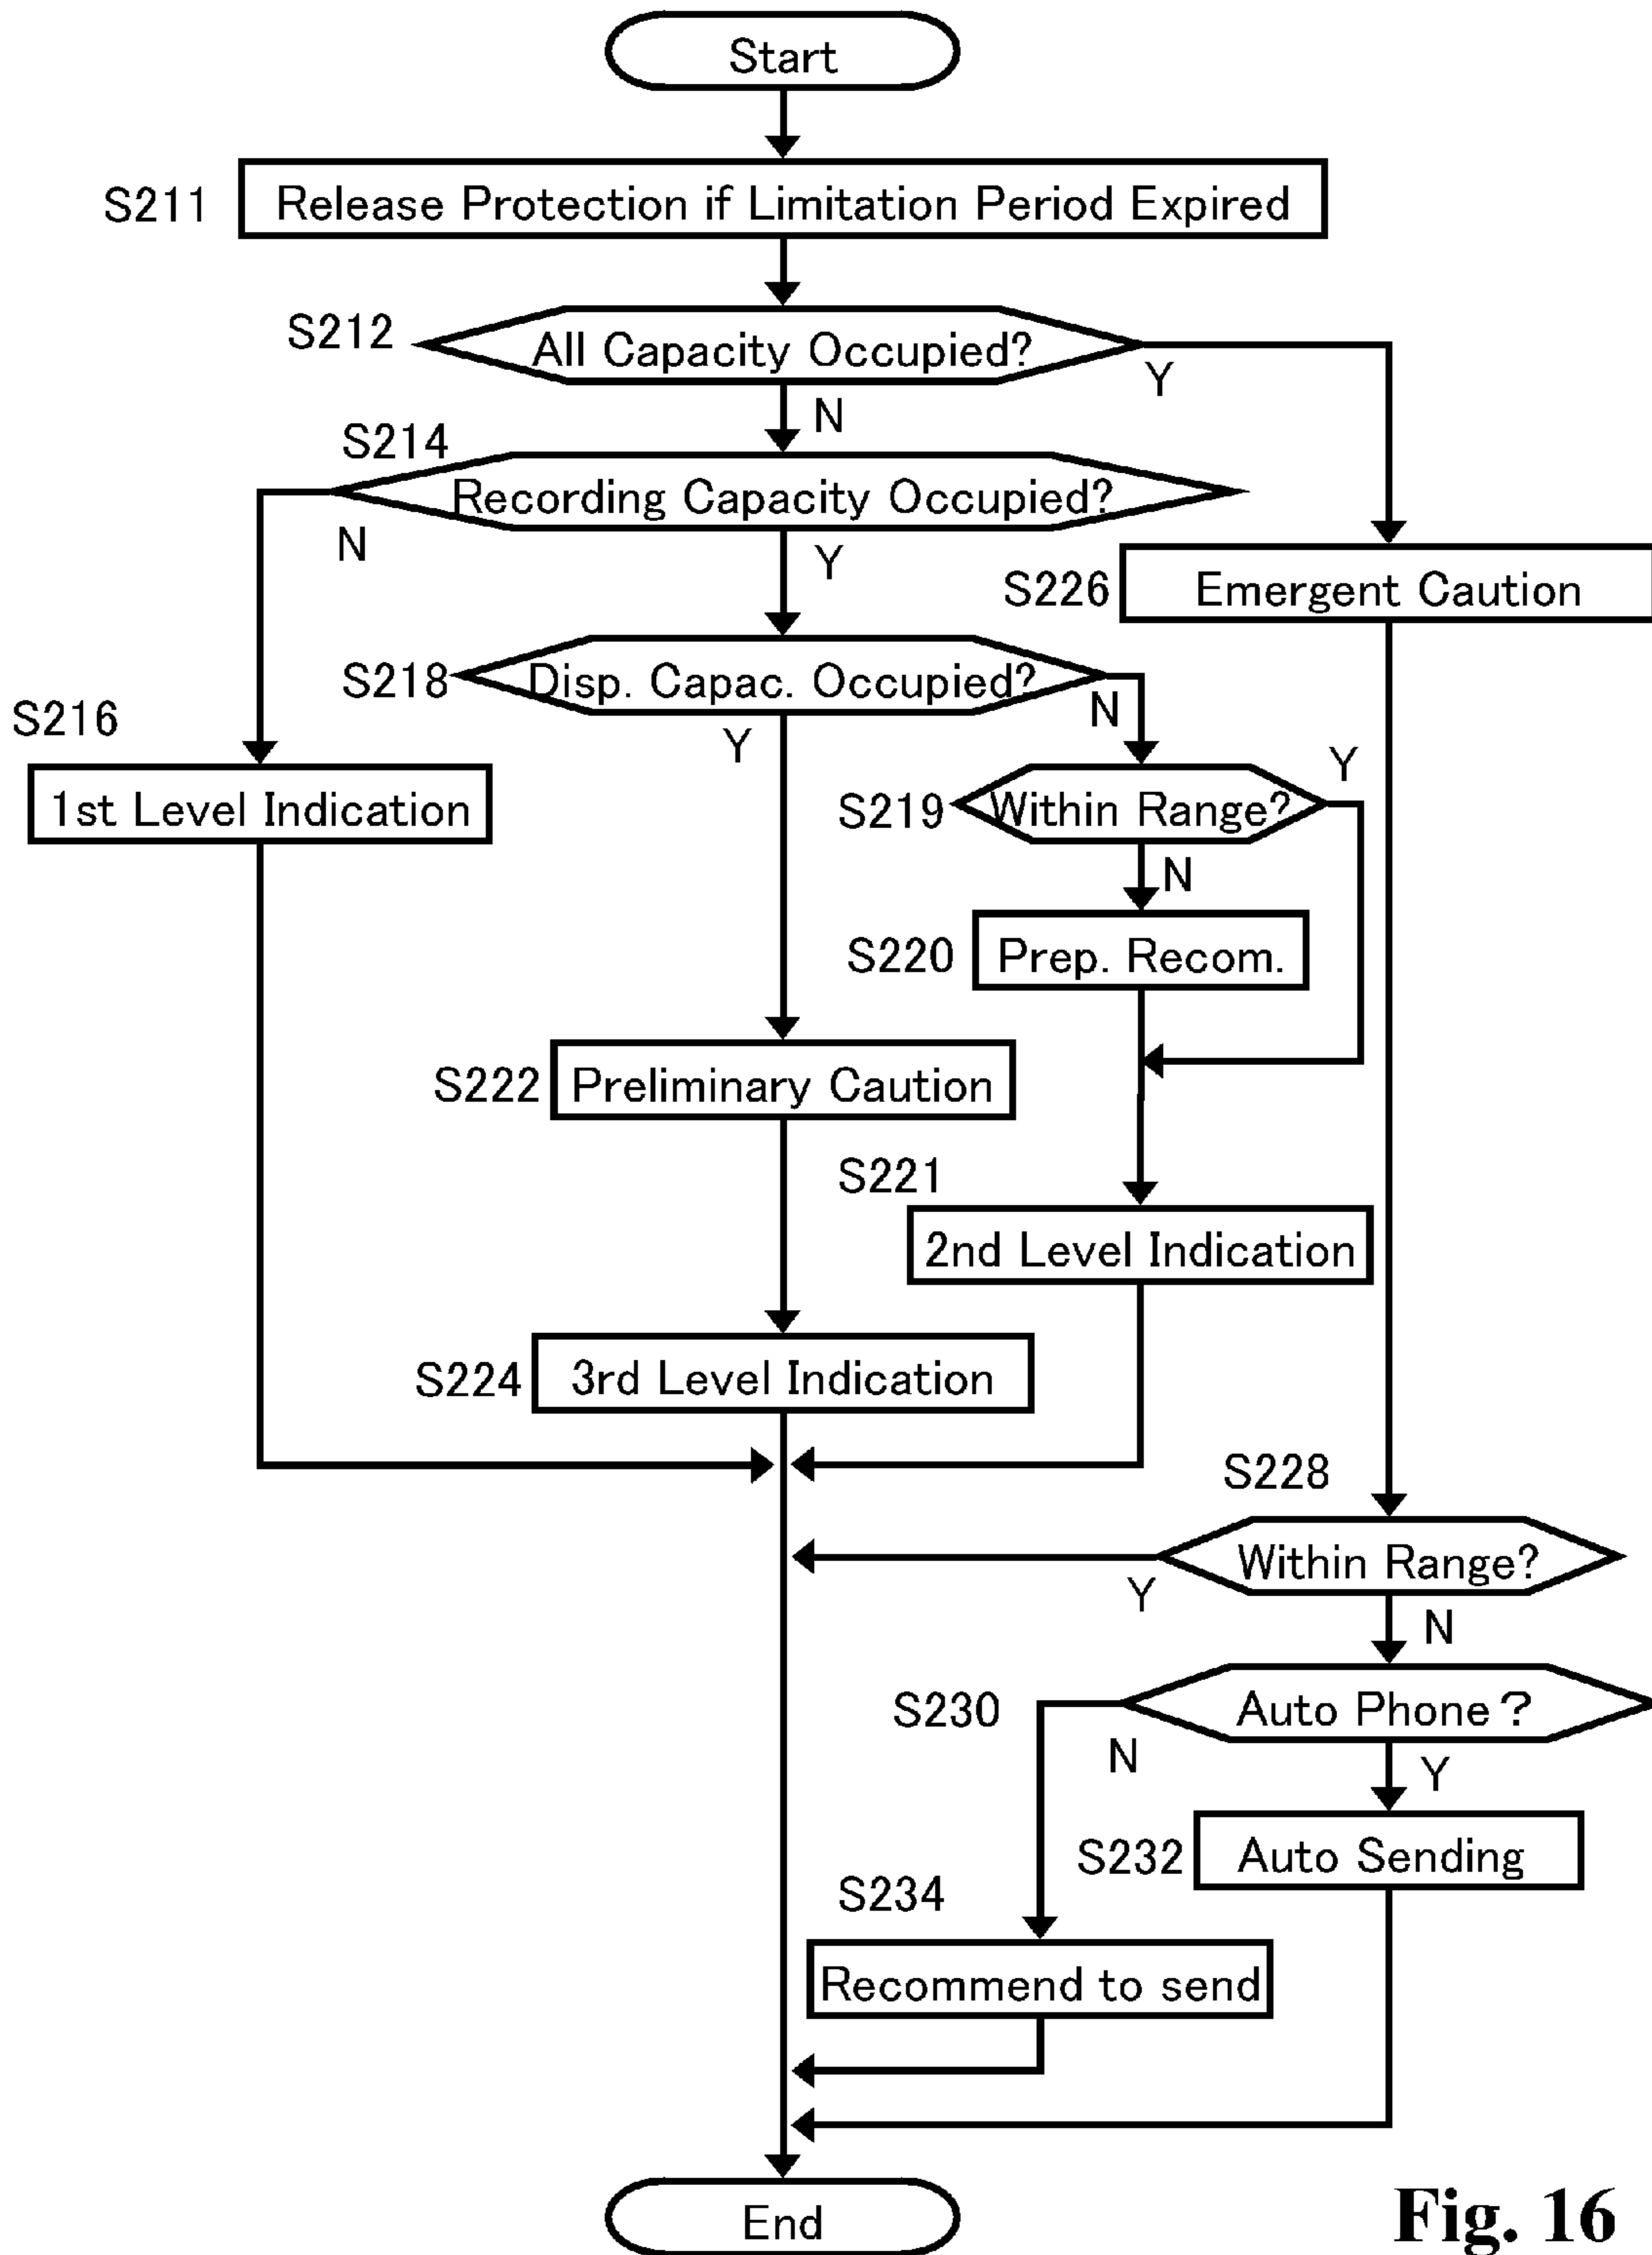 Start
S211
Release Protection if Limitation Period Expired
S212
All Capacity Occupied?
Y
N
S214
Recording Capacity Occupied?
N
Y
S226
Emergent Caution
S218
Disp. Capac. Occupied?
N
Y
S216
1st Level Indication
S219
Within Range?
Y
N
S220
Prep. Recom.
S222
Preliminary Caution
S221
2nd Level Indication
S224
3rd Level Indication
S228
Within Range?
Y
N
S230
Auto Phone ?
N
Y
S232
Auto Sending
S234
Recommend to send
End
Fig. 16